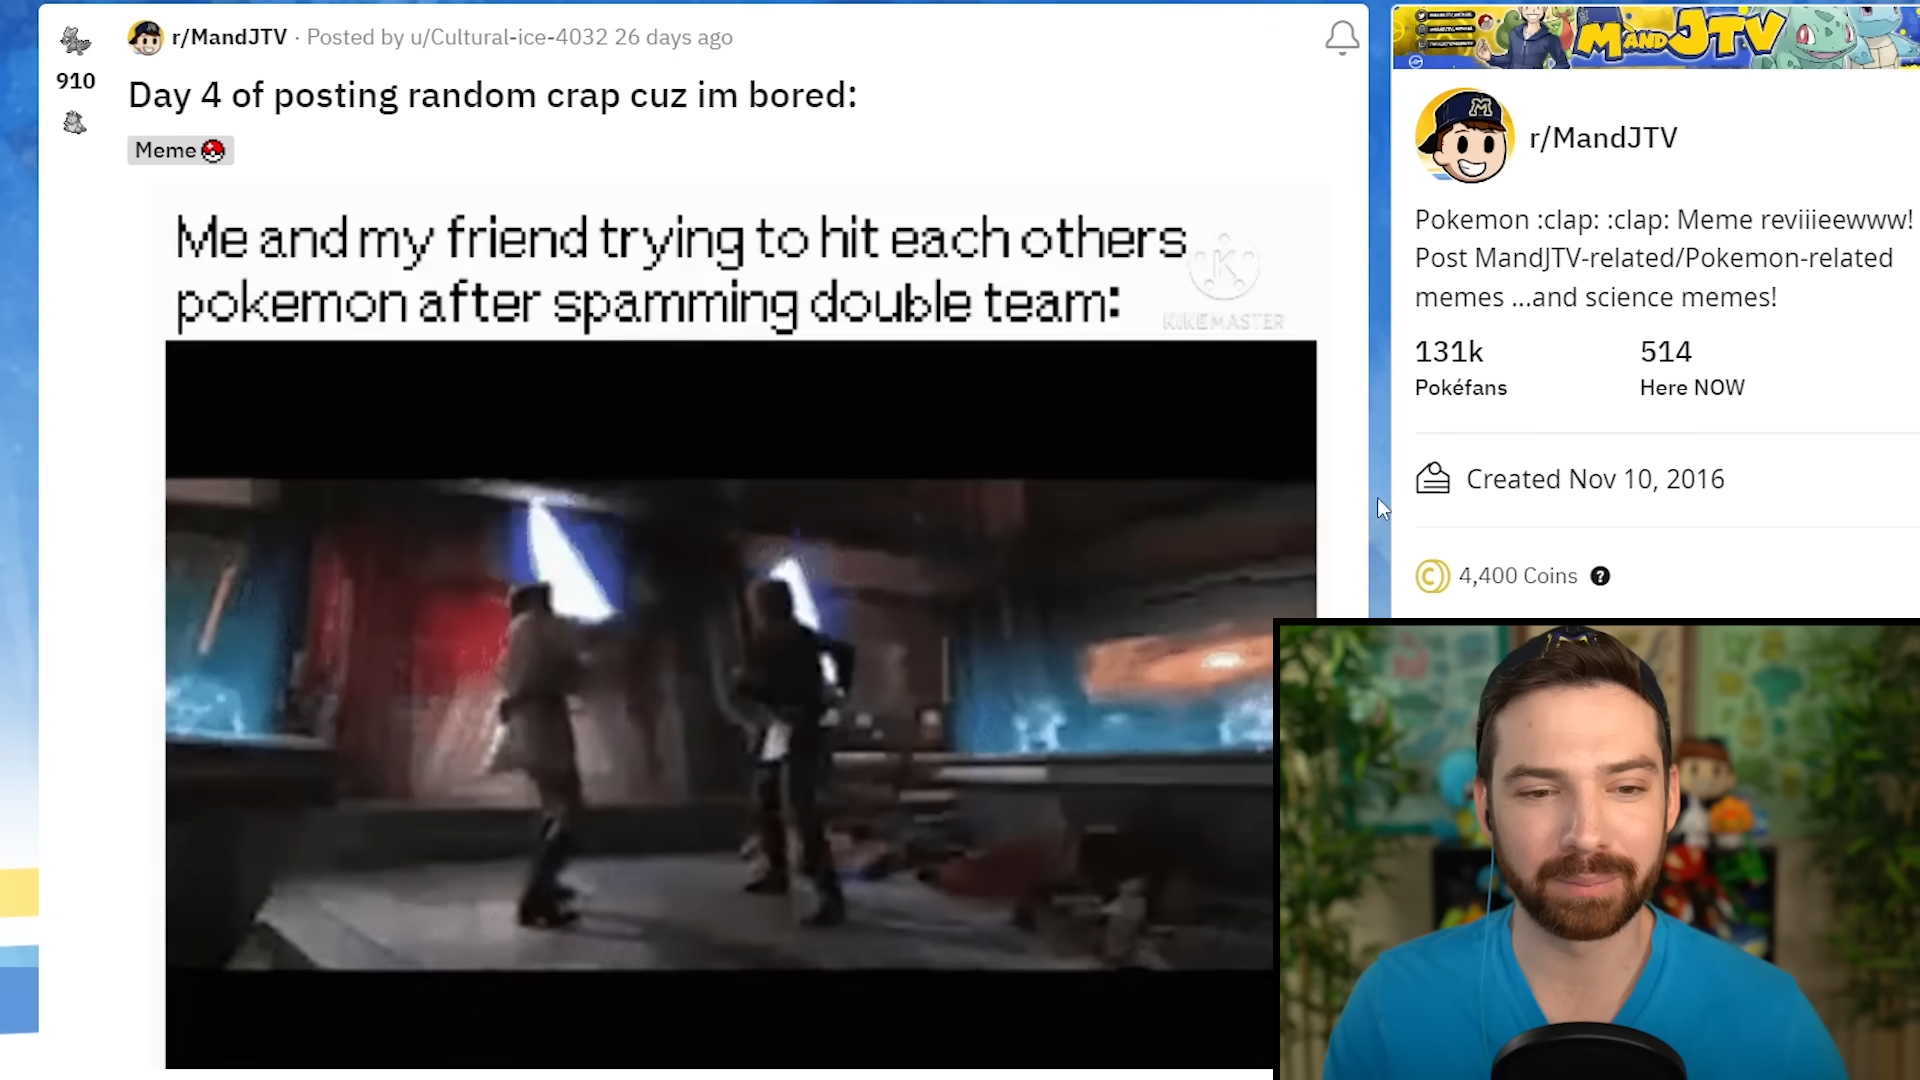 910
r/MandJTV · Posted by u/Cultural-ice-4032 26 days ago
Day 4 of posting random crap cuz im bored:
Meme
Me and my friend trying to hit each others
pokemon after spamming double team:
K
KINEMASTER
MANDJTV
M
r/MandJTV
Pokemon :clap: :clap: Meme reviiieewww!
Post MandJTV-related/Pokemon-related
memes ...and science memes!
131k
514
Pokéfans
Here NOW
Created Nov 10, 2016
4,400 Coins ?